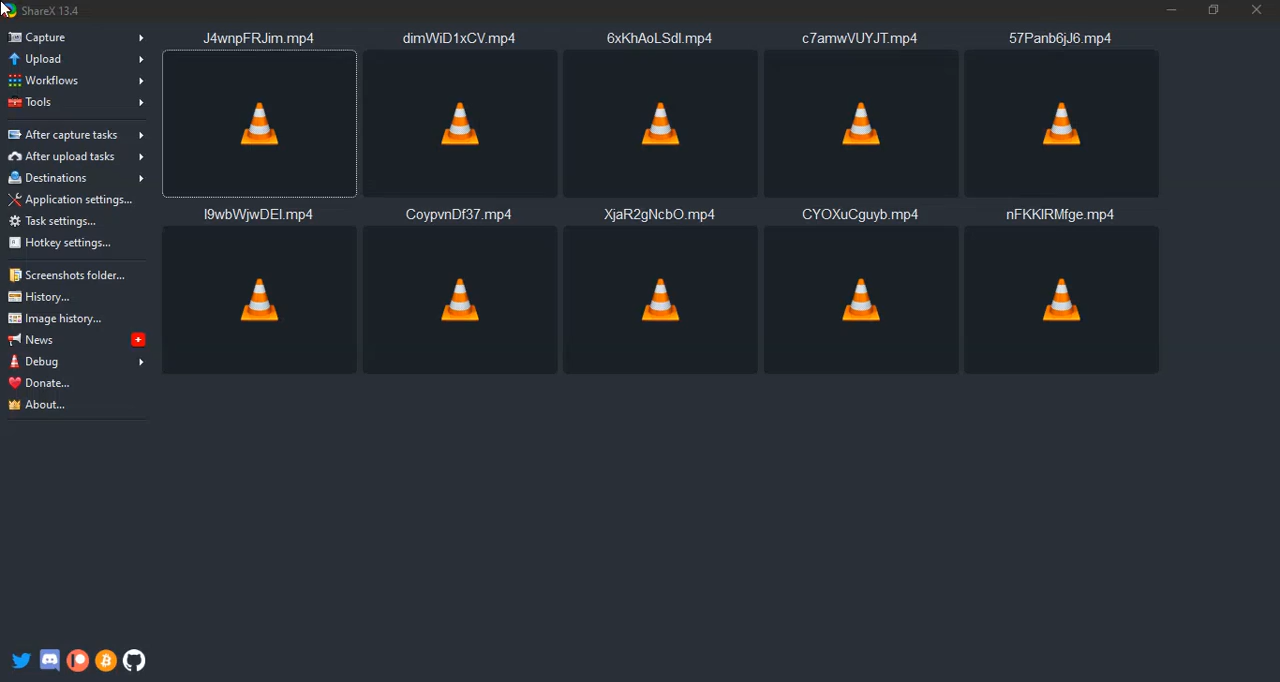 ShareX 13.4
Capture
Upload
Workflows
Tools
After capture tasks
After upload tasks
Destinations
Application settings...
Task settings...
Hotkey settings...
Screenshots folder...
History...
Image history...
News
Debug
Donate...
About...
J4wnpFRJim.mp4
dimWiD1xCV.mp4
6xKhAoLSdl.mp4
c7amwVUYJT.mp4
57Panb6jJ6.mp4
l9wbWjwDEl.mp4
CoypvnDf37.mp4
XjaR2gNcbO.mp4
CYOXuCguyb.mp4
nFKKlRMfge.mp4